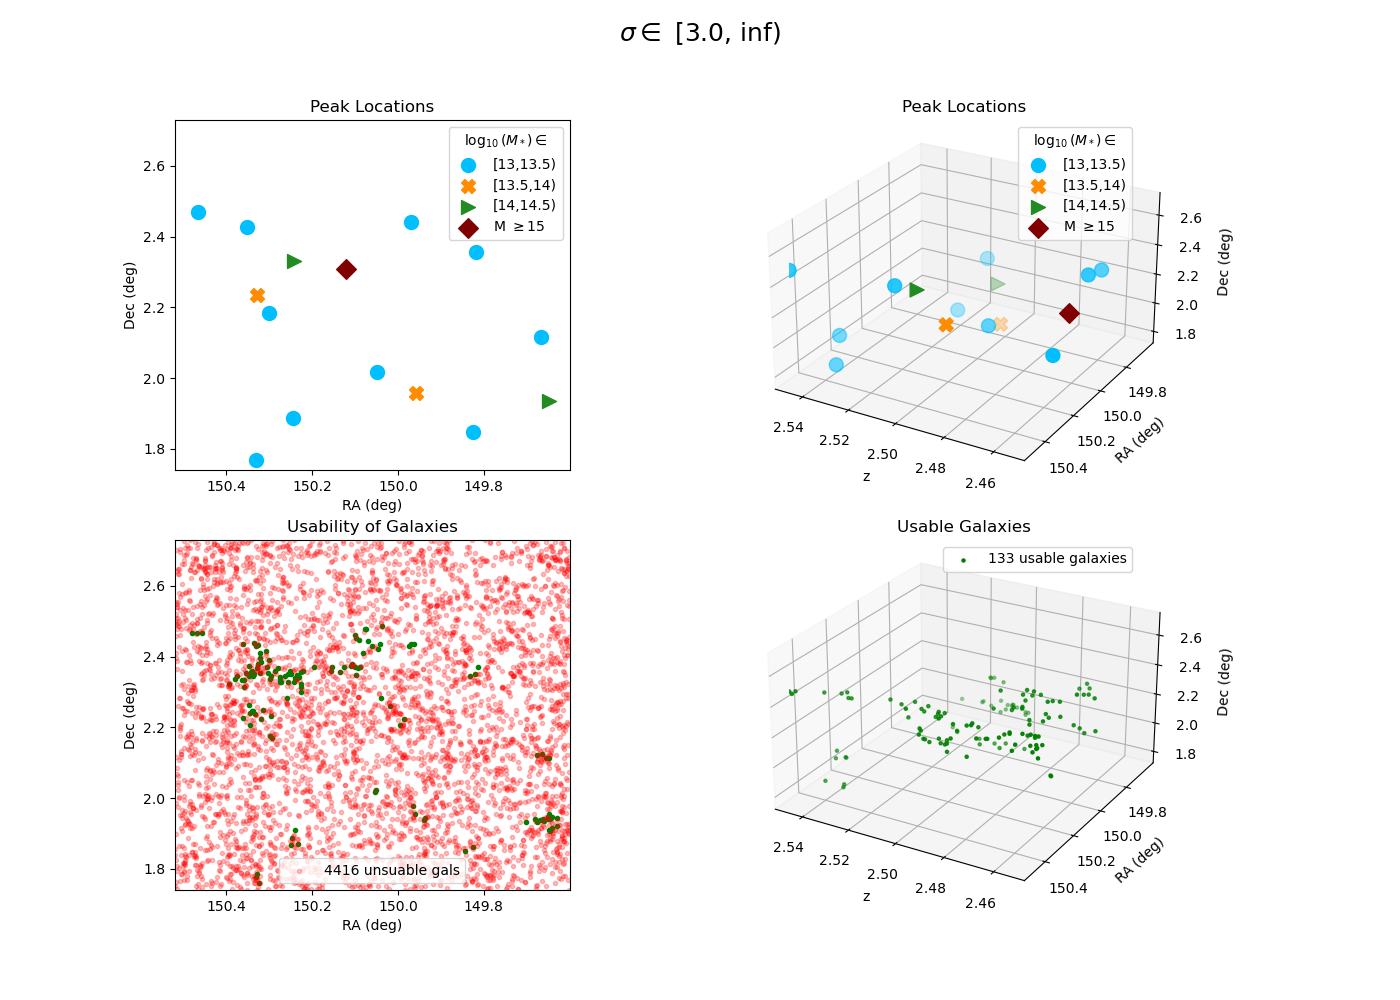 σ ∈ [3.0, inf)
Peak Locations
log₁₀(M*) ∈
[13,13.5)
[13.5,14)
[14,14.5)
M ≥15
2.6
2.4
2.2
2.0
1.8
Dec (deg)
150.4 150.2 150.0 149.8
RA (deg)
Peak Locations
log₁₀(M*) ∈
[13,13.5)
[13.5,14)
[14,14.5)
M ≥15
2.6
2.4
2.2
2.0
1.8
Dec (deg)
149.8
150.0
150.2
150.4
RA (deg)
2.54
2.52
2.50
2.48
2.46
z
Usability of Galaxies
2.6
2.4
2.2
2.0
1.8
Dec (deg)
4416 unsuable gals
150.4 150.2 150.0 149.8
RA (deg)
Usable Galaxies
133 usable galaxies
2.6
2.4
2.2
2.0
1.8
Dec (deg)
149.8
150.0
150.2
150.4
RA (deg)
2.54
2.52
2.50
2.48
2.46
z